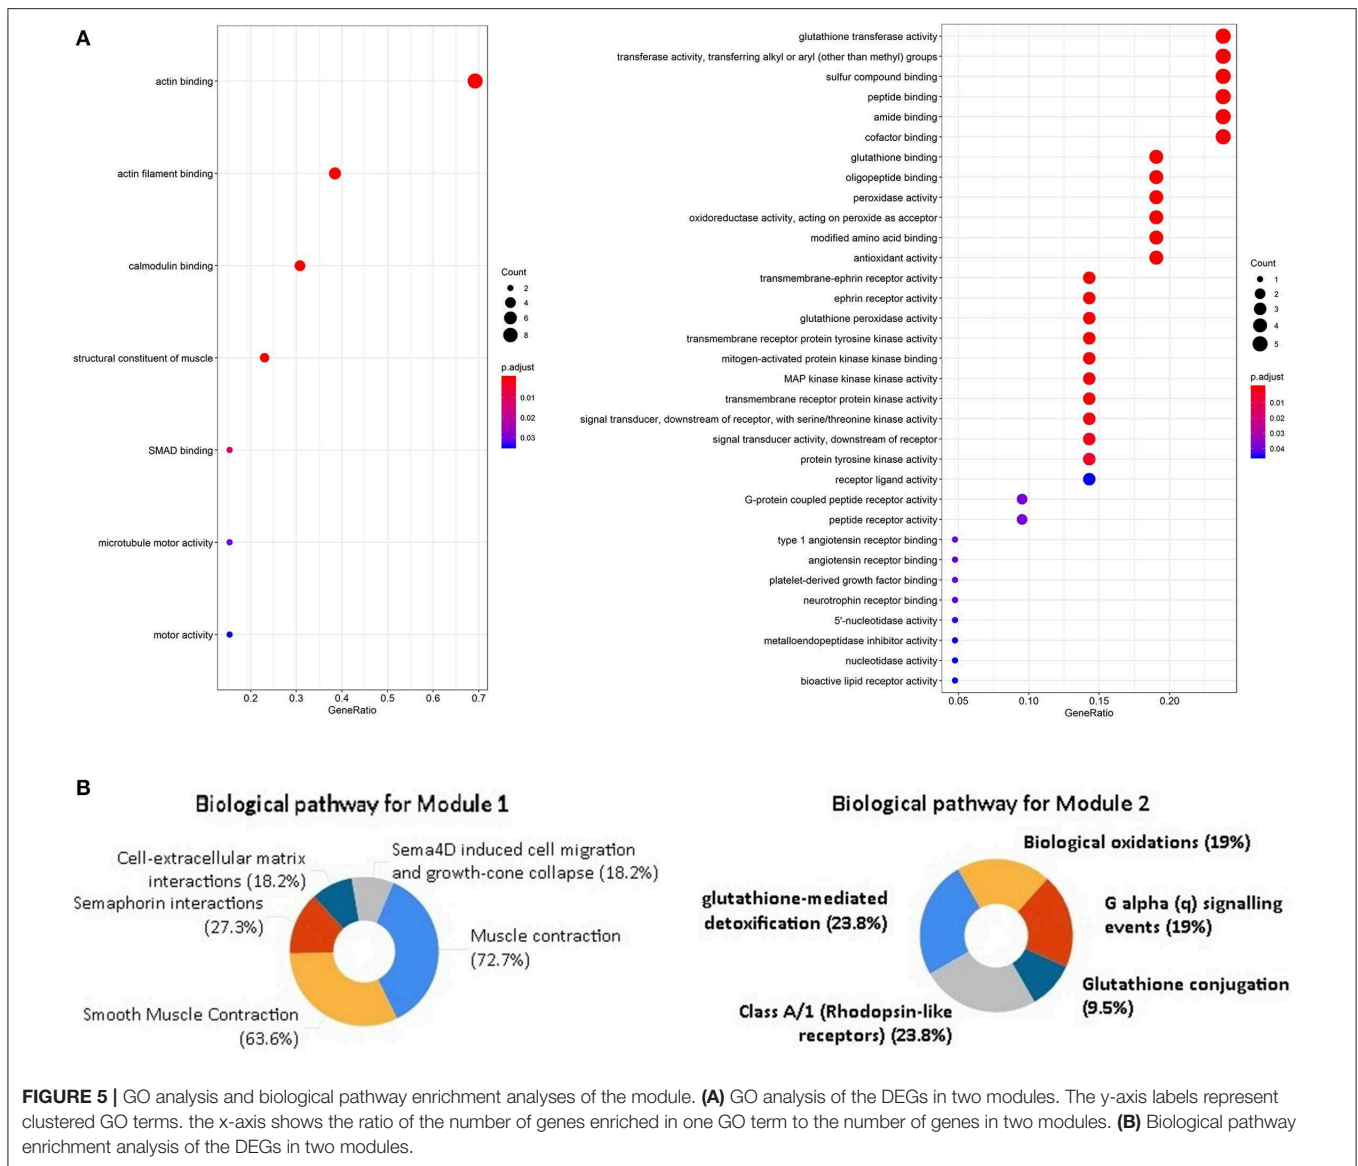 A
actin binding
actin filament binding
calmodulin binding
structural constituent of muscle
SMAD binding
microtubule motor activity
motor activity
0.2 0.3 0.4 0.5 0.6 0.7
GeneRatio
Count
2
4
6
8
p.adjust
0.01
0.02
0.03
glutathione transferase activity
transferase activity, transferring alkyl or aryl (other than methyl) groups
sulfur compound binding
peptide binding
amide binding
cofactor binding
glutathione binding
oligopeptide binding
peroxidase activity
oxidoreductase activity, acting on peroxide as acceptor
modified amino acid binding
antioxidant activity
transmembrane-ephrin receptor activity
ephrin receptor activity
glutathione peroxidase activity
transmembrane receptor protein tyrosine kinase activity
mitogen-activated protein kinase kinase binding
MAP kinase kinase kinase activity
transmembrane receptor protein kinase activity
signal transducer, downstream of receptor, with serine/threonine kinase activity
signal transducer activity, downstream of receptor
protein tyrosine kinase activity
receptor ligand activity
G-protein coupled peptide receptor activity
peptide receptor activity
type 1 angiotensin receptor binding
angiotensin receptor binding
platelet-derived growth factor binding
neurotrophin receptor binding
5'-nucleotidase activity
metalloendopeptidase inhibitor activity
nucleotidase activity
bioactive lipid receptor activity
0.05 0.10 0.15 0.20
GeneRatio
Count
1
2
3
4
5
p.adjust
0.01
0.02
0.03
0.04
B
Biological pathway for Module 1
Cell-extracellular matrix
interactions (18.2%)
Sema4D induced cell migration
and growth-cone collapse (18.2%)
Semaphorin interactions
(27.3%)
Muscle contraction
(72.7%)
Smooth Muscle Contraction
(63.6%)
Biological pathway for Module 2
Biological oxidations (19%)
glutathione-mediated
detoxification (23.8%)
G alpha (q) signalling
events (19%)
Glutathione conjugation
(9.5%)
Class A/1 (Rhodopsin-like
receptors) (23.8%)
FIGURE 5 | GO analysis and biological pathway enrichment analyses of the module. (A) GO analysis of the DEGs in two modules. The y-axis labels represent
clustered GO terms. the x-axis shows the ratio of the number of genes enriched in one GO term to the number of genes in two modules. (B) Biological pathway
enrichment analysis of the DEGs in two modules.